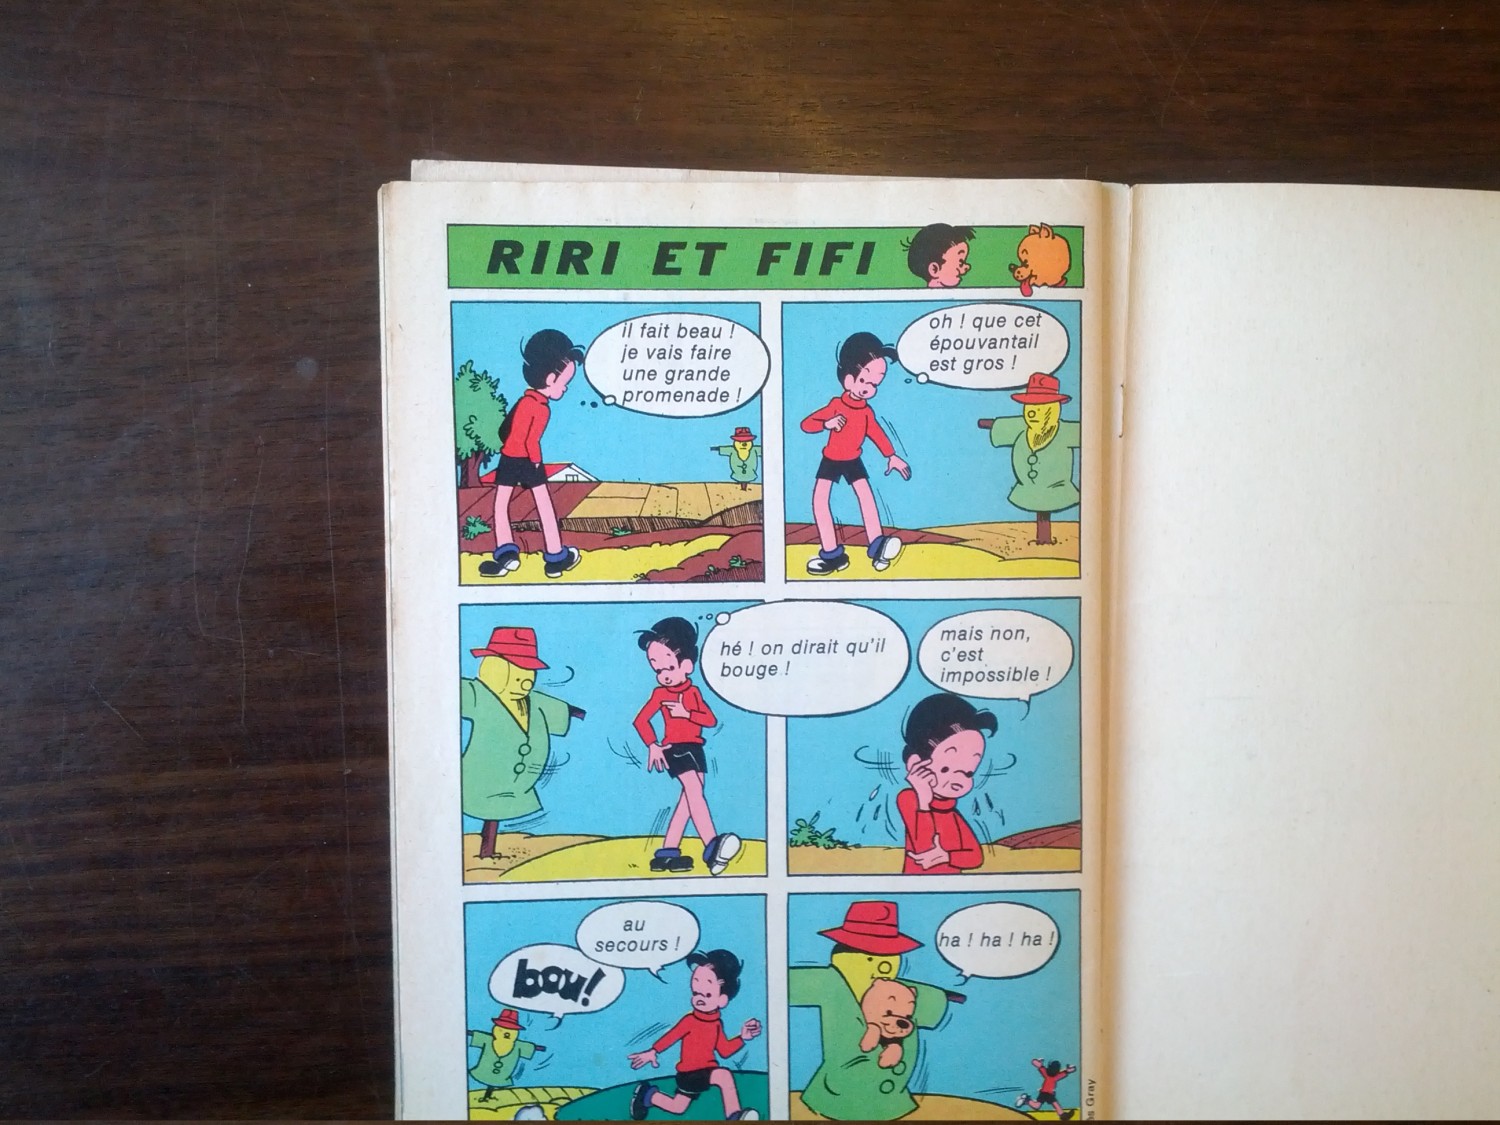 RIRI ET FIFI
il fait beau !
je vais faire
une grande
promenade !
oh ! que cet
épouvantail
est gros !
hé ! on dirait qu'il
bouge !
mais non,
c'est
impossible !
bou!
au
secours !
ha ! ha ! ha !
Gray